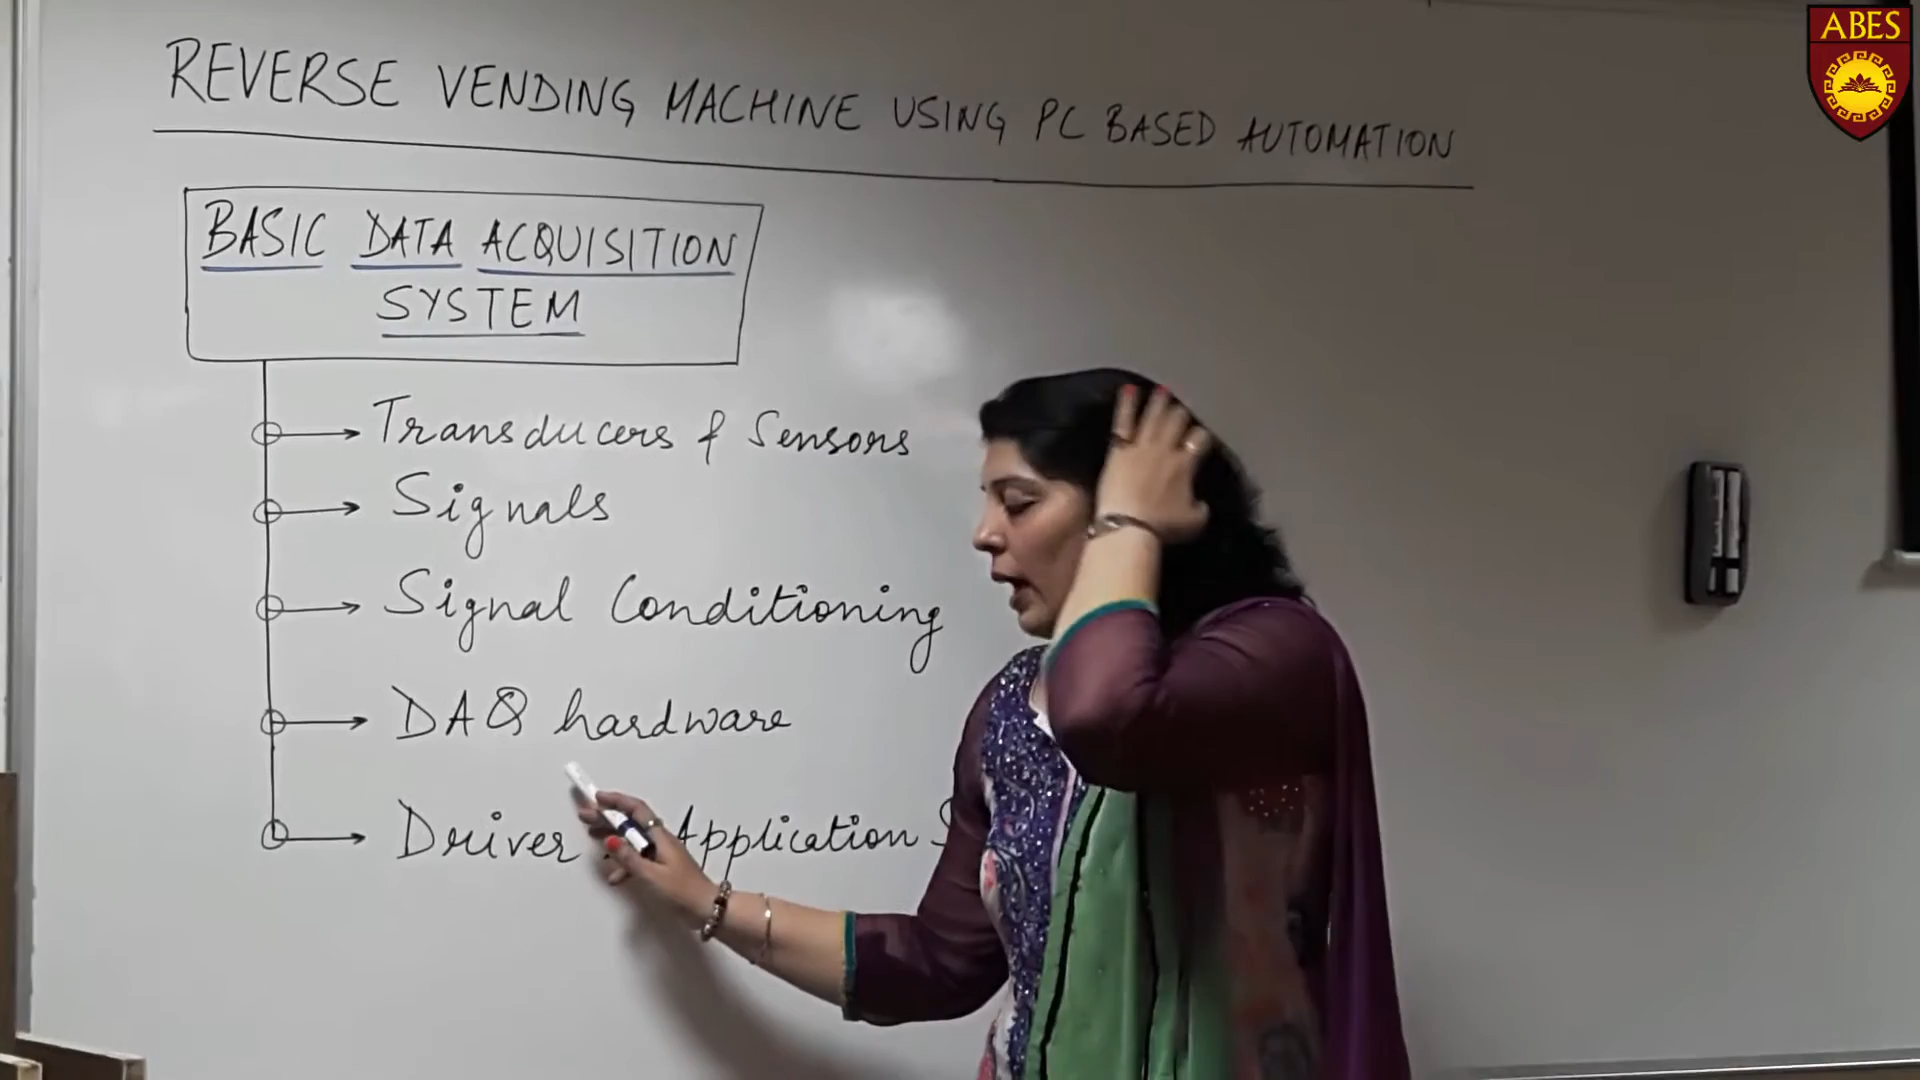 ABES
REVERSE VENDING MACHINE USING PC BASED AUTOMATION
BASIC DATA ACQUISITION
SYSTEM
Transducers & Sensors
Signals
Signal Conditioning
DAQ hardware
Driver Application